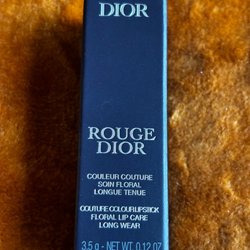 DIOR
ROUGE
DIOR
COULEUR COUTURE
SOIN FLORAL
LONGUE TENUE
COUTURE COLOUR LIPSTICK
FLORAL LIP CARE
LONG WEAR
3.5 g - NET WT 0.12 OZ